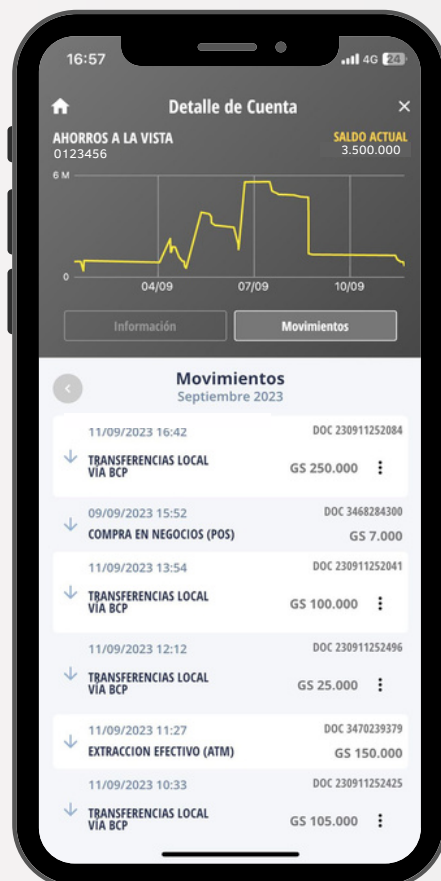 16:57
4G 24
Detalle de Cuenta
AHORROS A LA VISTA
SALDO ACTUAL
0123456
3.500.000
6 M
0
04/09
07/09
10/09
Información
Movimientos
Movimientos
Septiembre 2023
11/09/2023 16:42
DOC 230911252084
TRANSFERENCIAS LOCAL
VÍA BCP
GS 250.000
09/09/2023 15:52
DOC 3468284300
COMPRA EN NEGOCIOS (POS)
GS 7.000
11/09/2023 13:54
DOC 230911252041
TRANSFERENCIAS LOCAL
VÍA BCP
GS 100.000
11/09/2023 12:12
DOC 230911252496
TRANSFERENCIAS LOCAL
VÍA BCP
GS 25.000
11/09/2023 11:27
DOC 3470239379
EXTRACCION EFECTIVO (ATM)
GS 150.000
11/09/2023 10:33
DOC 230911252425
TRANSFERENCIAS LOCAL
VÍA BCP
GS 105.000